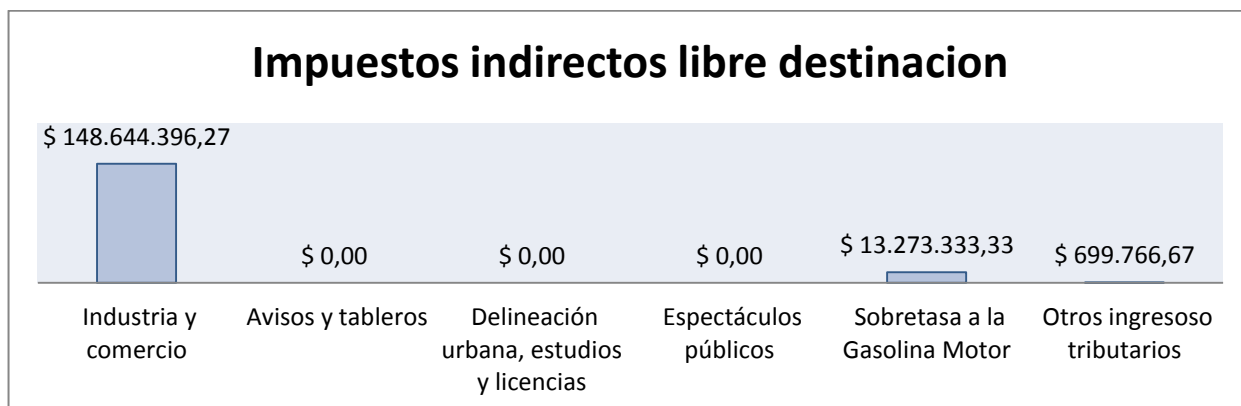 Impuestos indirectos libre destinacion
$ 148.644.396,27
$ 0,00
$ 0,00
$ 0,00
$ 13.273.333,33
$ 699.766,67
Industria y
comercio
Avisos y tableros
Delineación
urbana, estudios
y licencias
Espectáculos
públicos
Sobretasa a la
Gasolina Motor
Otros ingresoso
tributarios